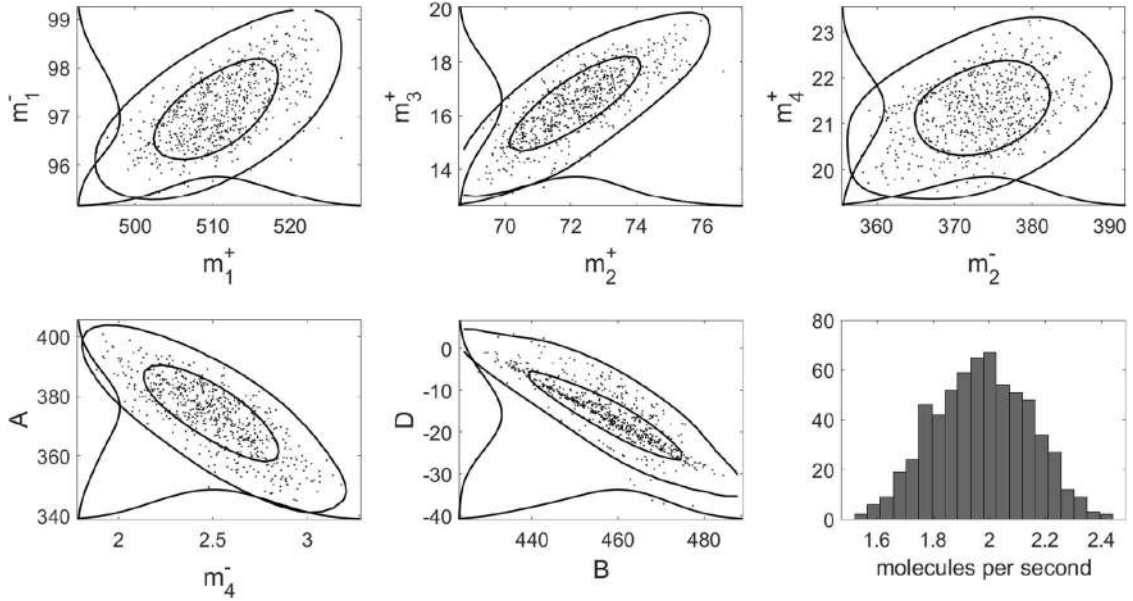 99
98
97
96
m₁⁻
500 510 520
m₁⁺
20
18
16
14
m₃⁺
70 72 74 76
m₂⁺
23
22
21
20
m₄⁺
360 370 380 390
m₂⁻
400
380
360
340
A
2 2.5 3
m₄⁻
0
-10
-20
-30
-40
D
440 460 480
B
80
60
40
20
0
1.6 1.8 2 2.2 2.4
molecules per second